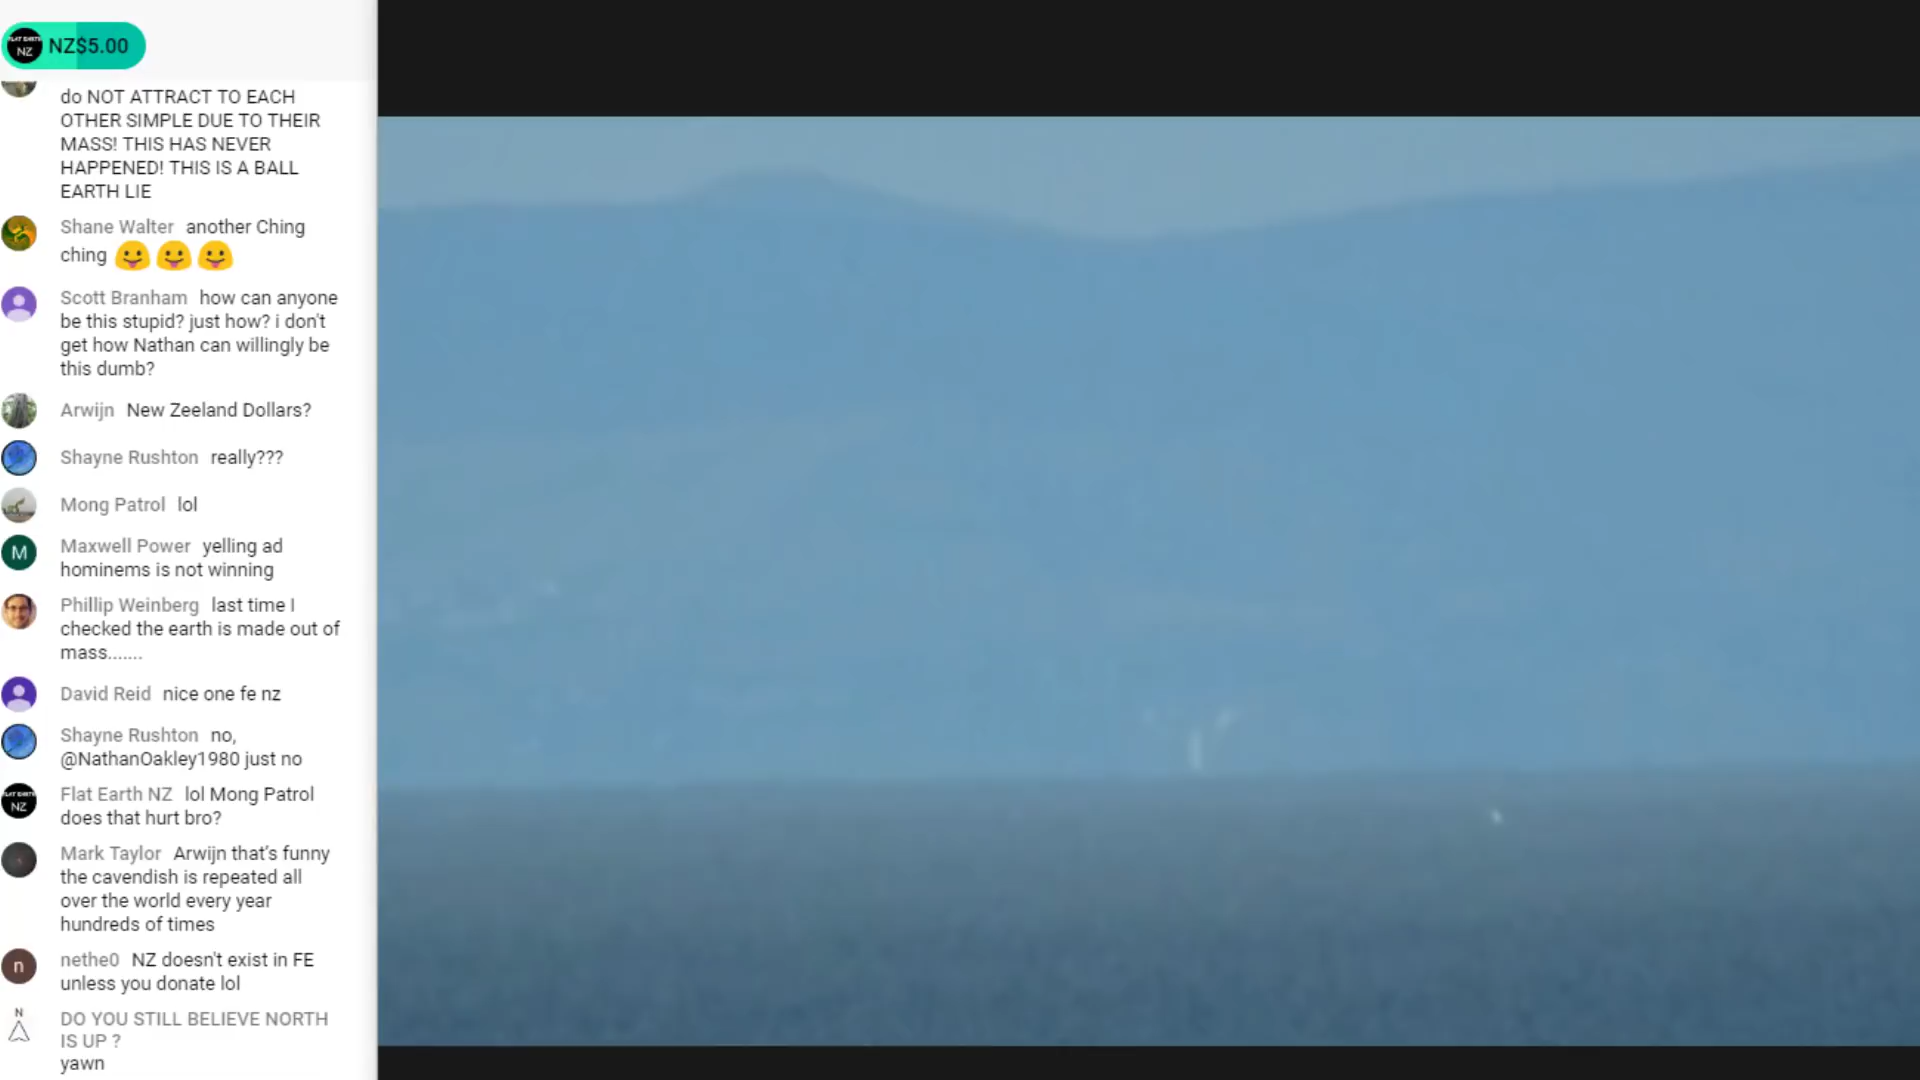 FLAT EARTH
NZ
NZ$5.00
do NOT ATTRACT TO EACH
OTHER SIMPLE DUE TO THEIR
MASS! THIS HAS NEVER
HAPPENED! THIS IS A BALL
EARTH LIE
Shane Walter another Ching
ching
Scott Branham how can anyone
be this stupid? just how? i don't
get how Nathan can willingly be
this dumb?
Arwijn New Zeeland Dollars?
Shayne Rushton really???
Mong Patrol lol
M
Maxwell Power yelling ad
hominems is not winning
Phillip Weinberg last time I
checked the earth is made out of
mass.......
David Reid nice one fe nz
Shayne Rushton no,
@NathanOakley1980 just no
FLAT EARTH
NZ
Flat Earth NZ lol Mong Patrol
does that hurt bro?
Mark Taylor Arwijn that's funny
the cavendish is repeated all
over the world every year
hundreds of times
n
nethe0 NZ doesn't exist in FE
unless you donate lol
N
DO YOU STILL BELIEVE NORTH
IS UP ?
yawn